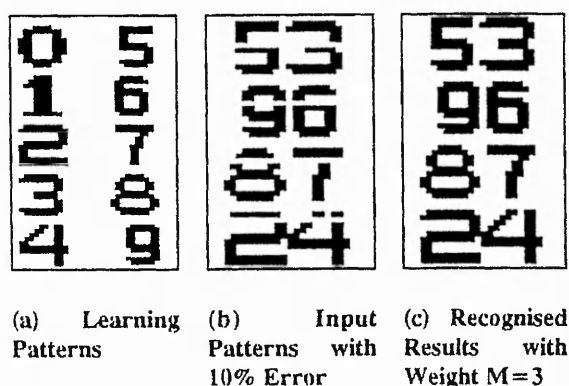 0 5
1 6
2 7
3 8
4 9
53
96
87
24
53
96
87
24
(a) Learning
Patterns
(b) Input
Patterns with
10% Error
(c) Recognised
Results with
Weight M=3